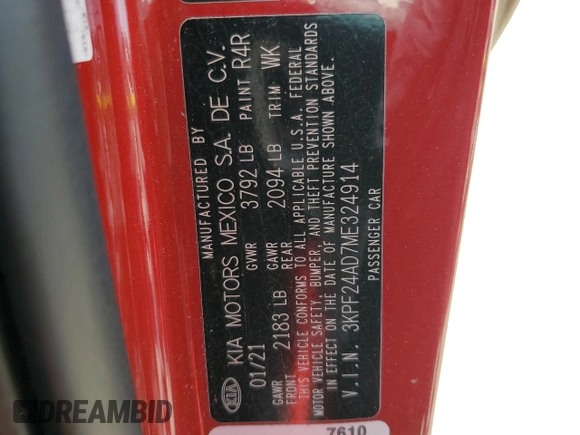 MANUFACTURED BY
KIA KIA MOTORS MEXICO S.A. DE C.V.
01/21 GVWR 3792 LB PAINT R4R
GAWR FRONT 2183 LB GAWR REAR 2094 LB TRIM WK
THIS VEHICLE CONFORMS TO ALL APPLICABLE U.S.A. FEDERAL
MOTOR VEHICLE SAFETY, BUMPER, AND THEFT PREVENTION STANDARDS
IN EFFECT ON THE DATE OF MANUFACTURE SHOWN ABOVE.
V.I.N. 3KPF24AD7ME324914
PASSENGER CAR
7610
DREAMBID